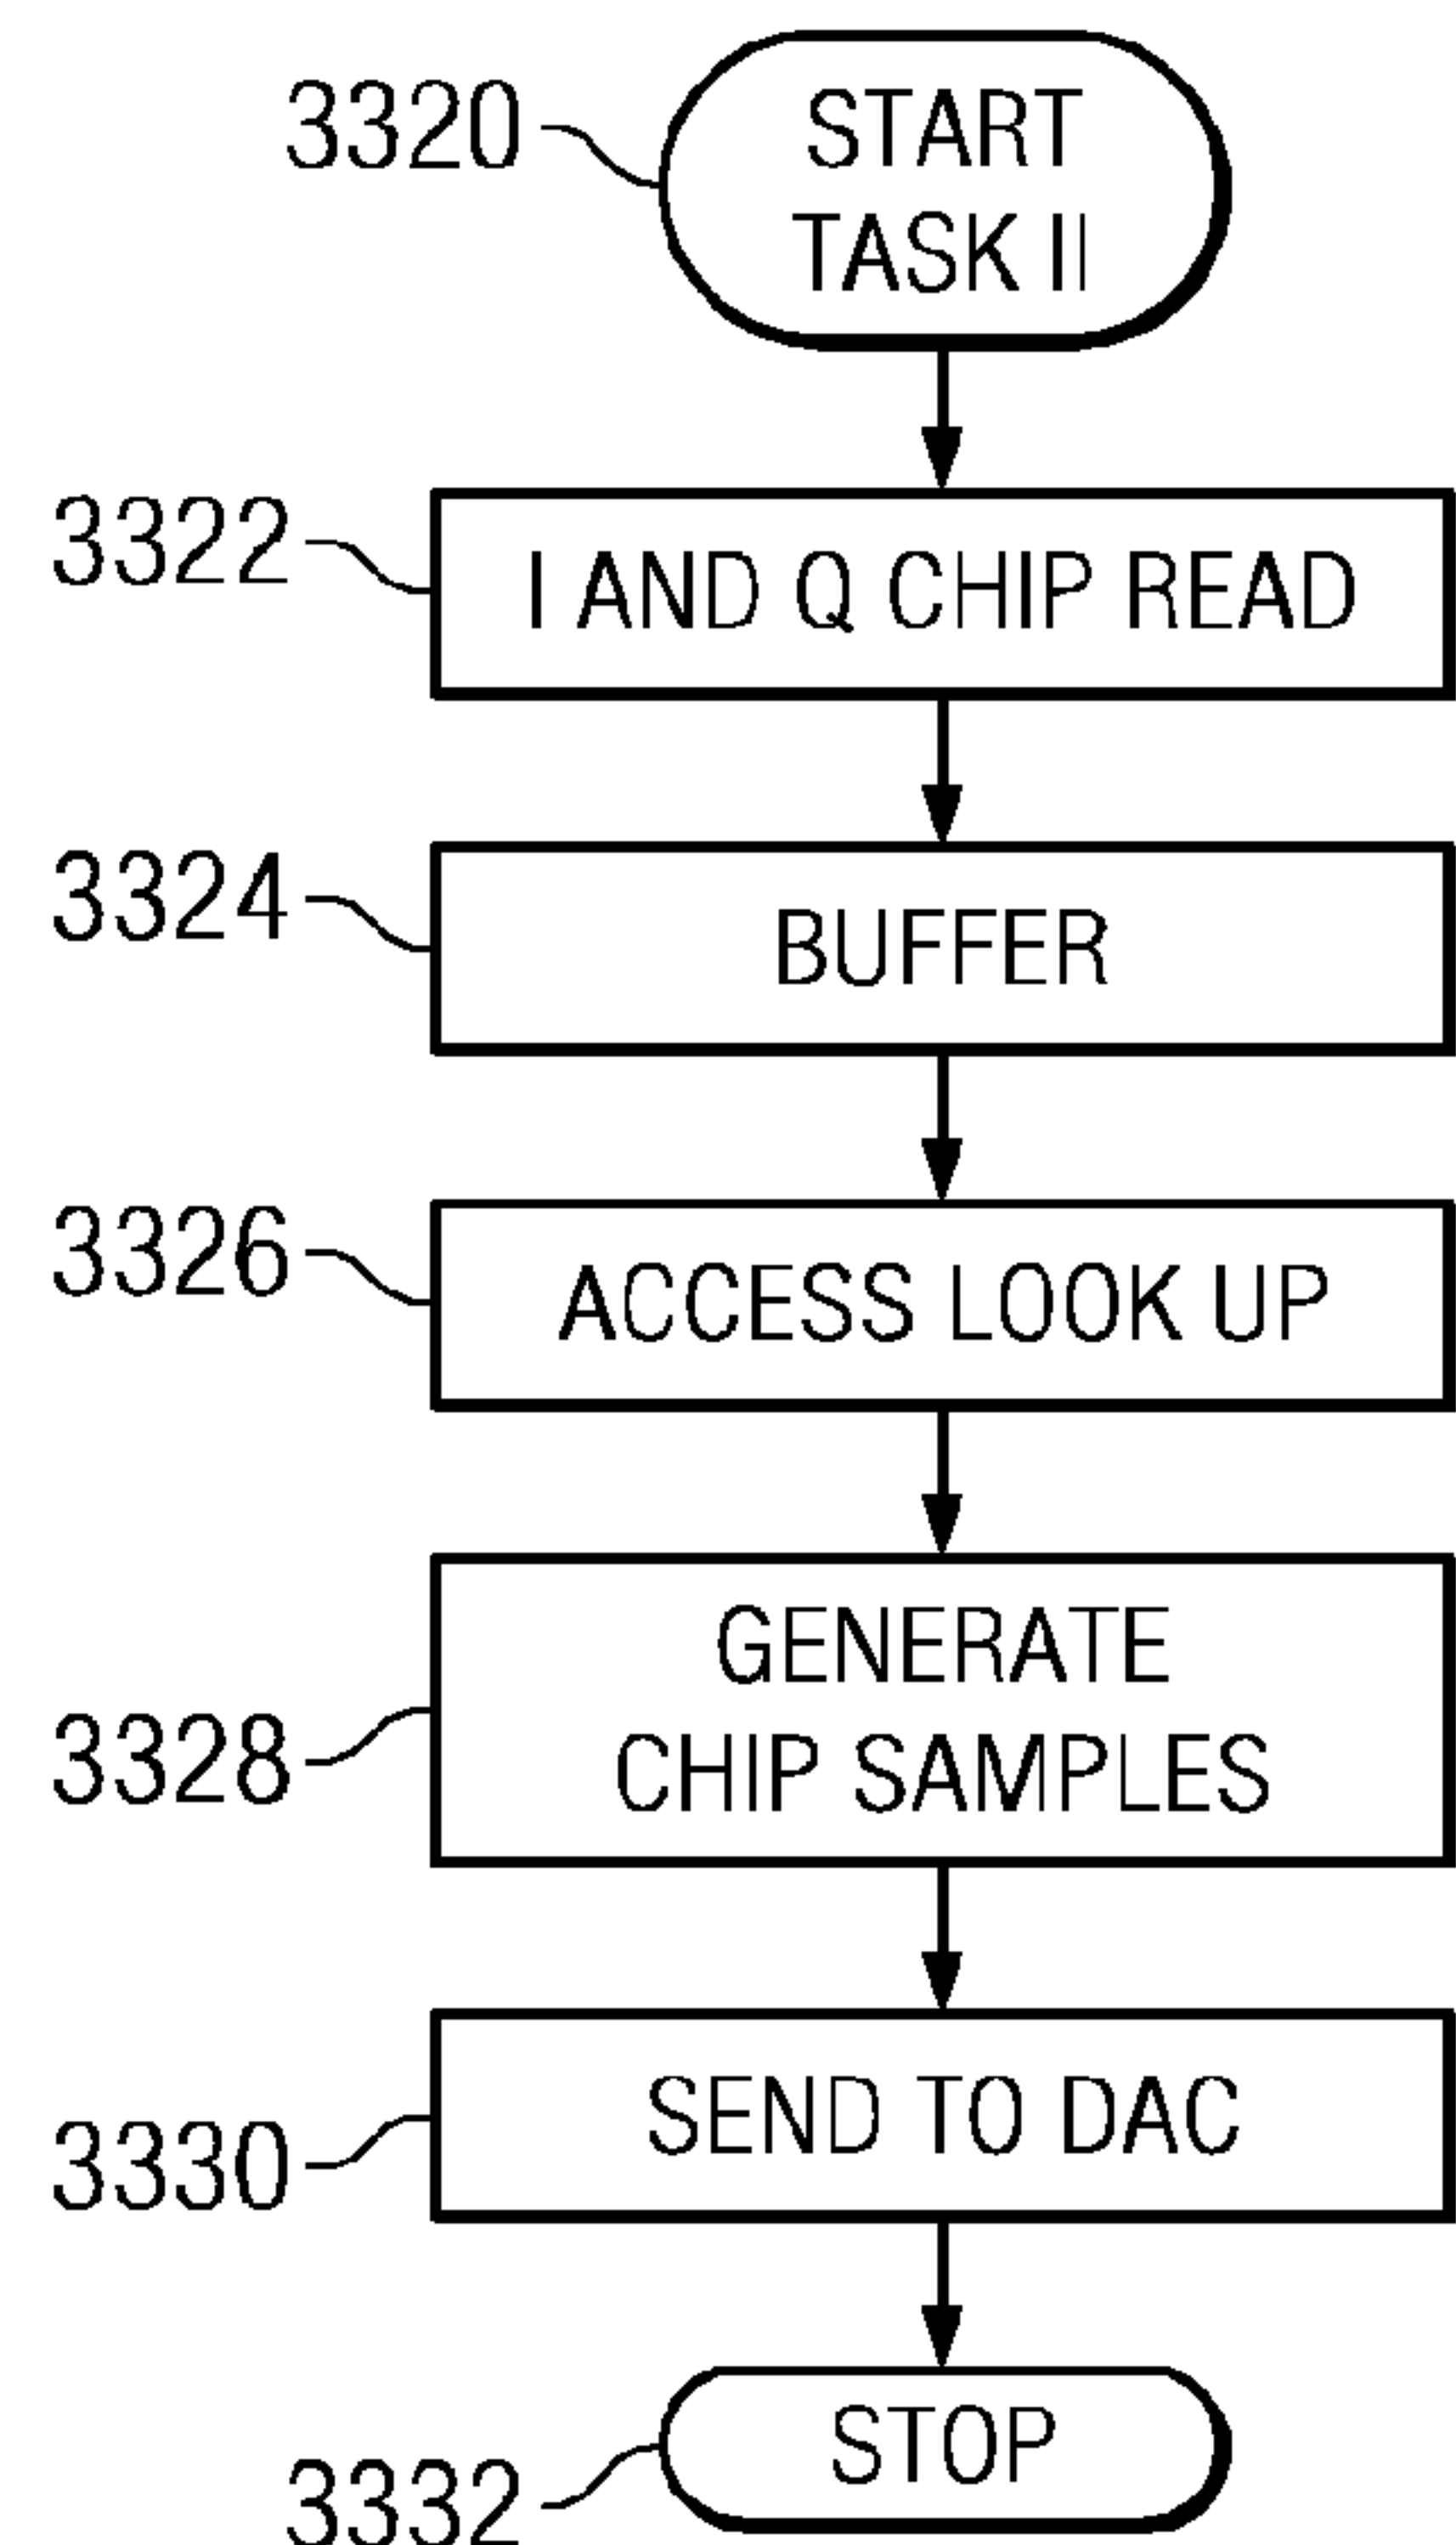 3320
START
TASK II
3322
I AND Q CHIP READ
3324
BUFFER
3326
ACCESS LOOK UP
GENERATE
3328
CHIP SAMPLES
SEND TO DAC
3330
STOP
3332